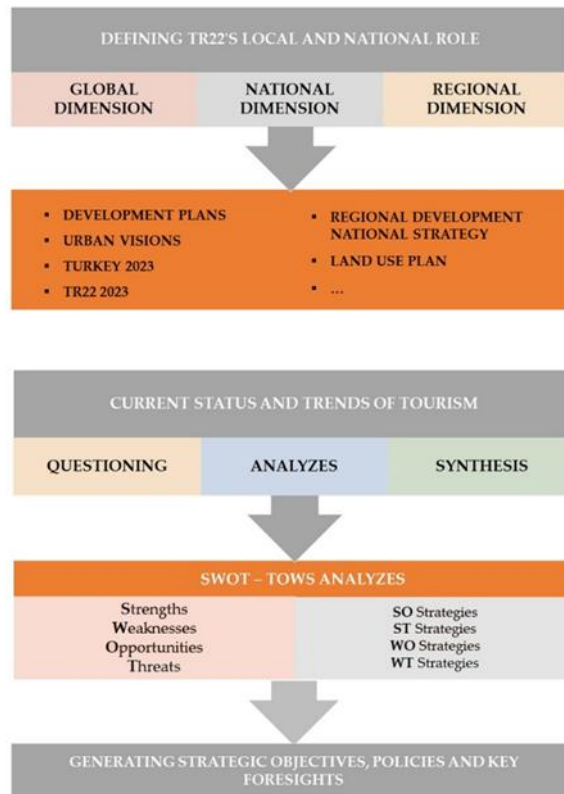 DEFINING TR22'S LOCAL AND NATIONAL ROLE
GLOBAL
DIMENSION
NATIONAL
DIMENSION
REGIONAL
DIMENSION
▪ DEVELOPMENT PLANS
▪ URBAN VISIONS
▪ TURKEY 2023
▪ TR22 2023
▪ REGIONAL DEVELOPMENT
NATIONAL STRATEGY
▪ LAND USE PLAN
▪ ...
CURRENT STATUS AND TRENDS OF TOURISM
QUESTIONING
ANALYZES
SYNTHESIS
SWOT – TOWS ANALYZES
Strengths
Weaknesses
Opportunities
Threats
SO Strategies
ST Strategies
WO Strategies
WT Strategies
GENERATING STRATEGIC OBJECTIVES, POLICIES AND KEY
FORESIGHTS